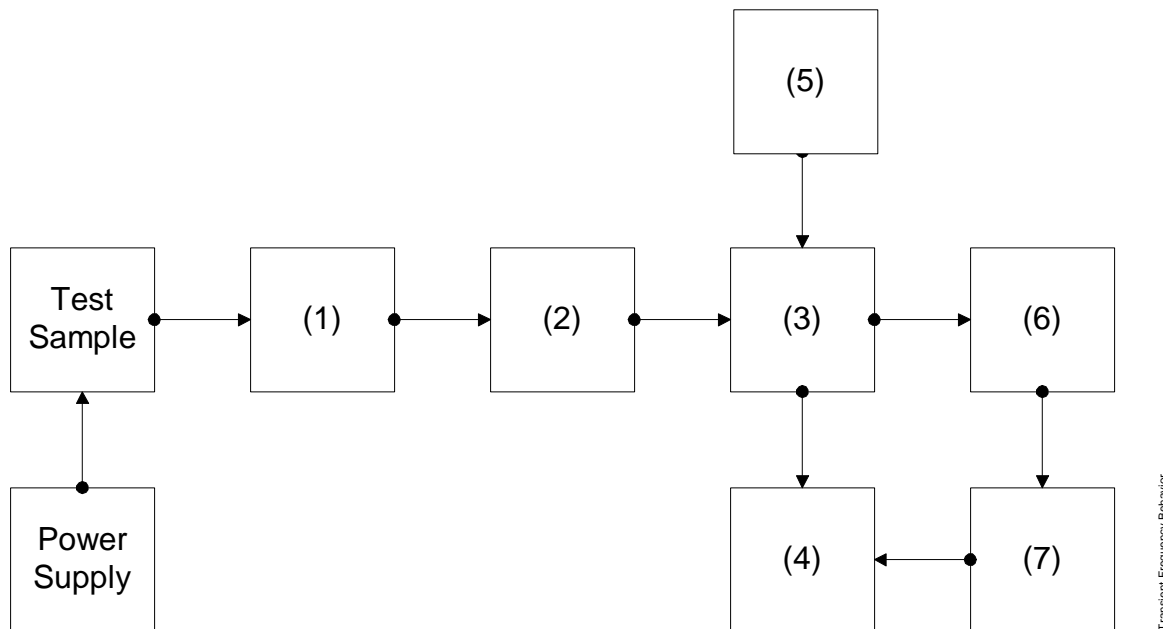 (5)
Test
Sample
(1)
(2)
(3)
(6)
Power
Supply
(4)
(7)
Transient Frequency Behavior